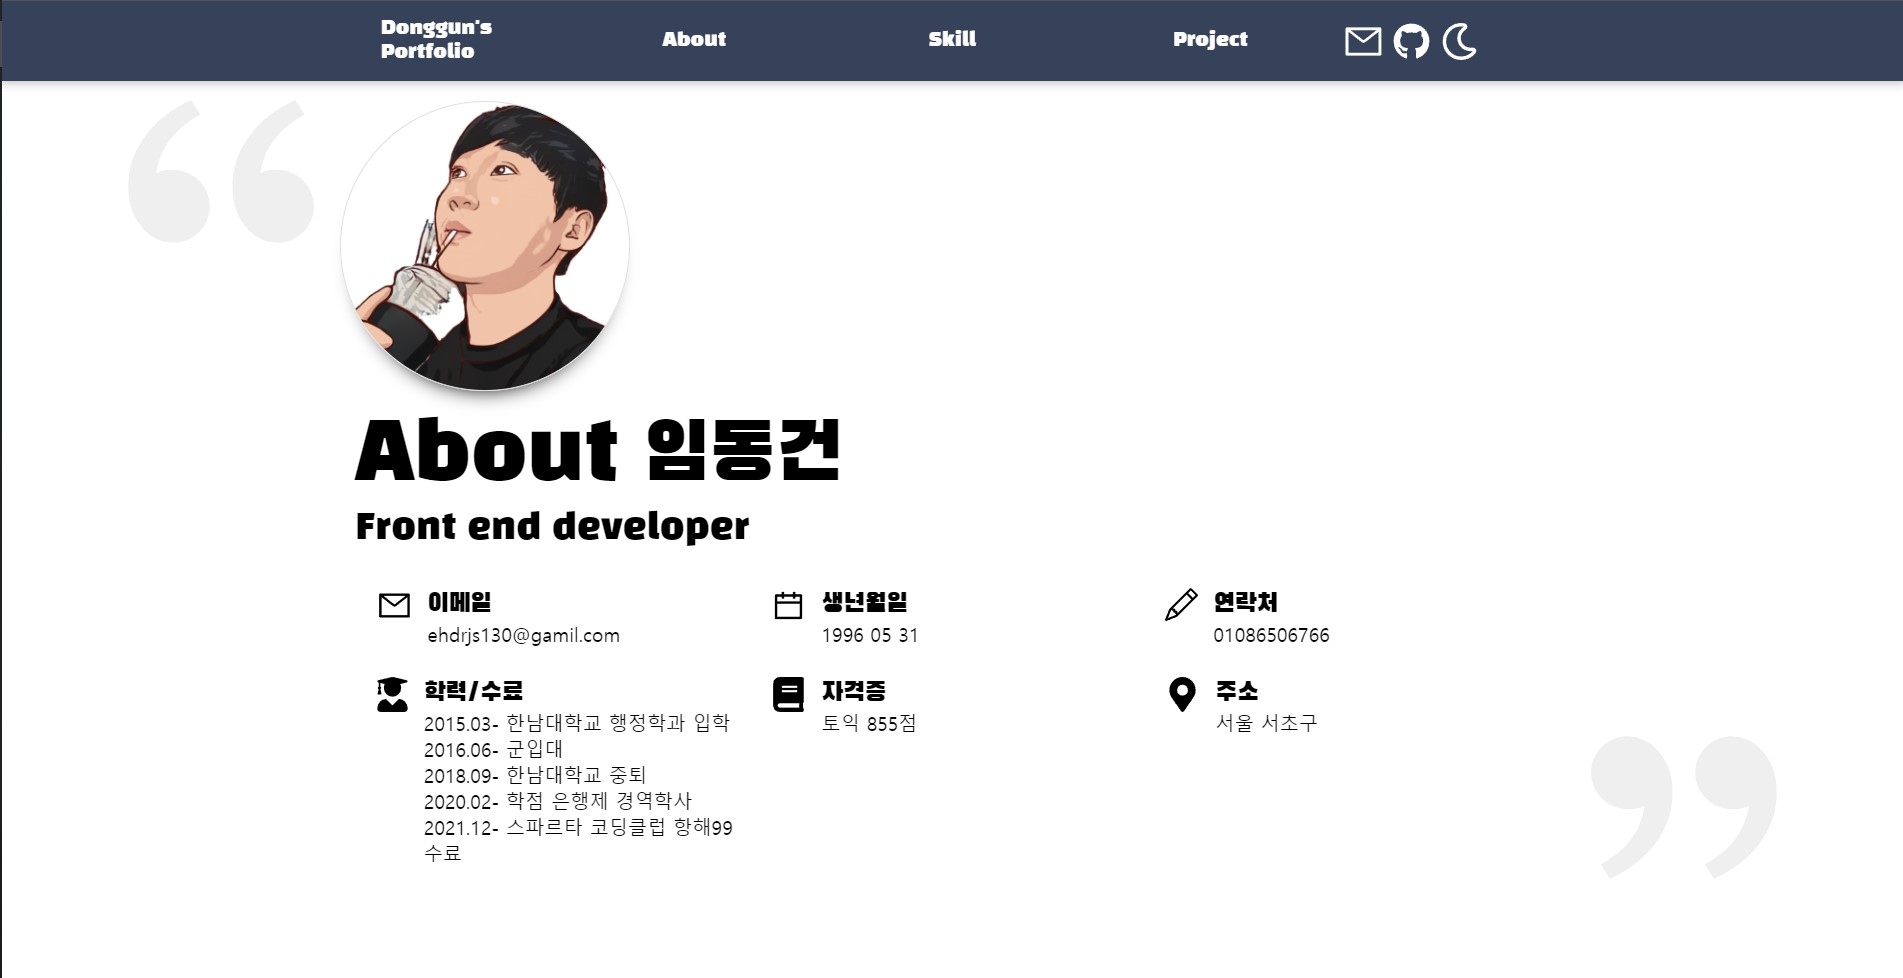 Donggun's
Portfolio
About
Skill
Project
About 임동건
Front end developer
이메일
ehdrjs130@gamil.com
생년월일
1996 05 31
연락처
01086506766
학력/수료
2015.03- 한남대학교 행정학과 입학
2016.06- 군입대
2018.09- 한남대학교 중퇴
2020.02- 학점 은행제 경역학사
2021.12- 스파르타 코딩클럽 항해99
수료
자격증
토익 855점
주소
서울 서초구